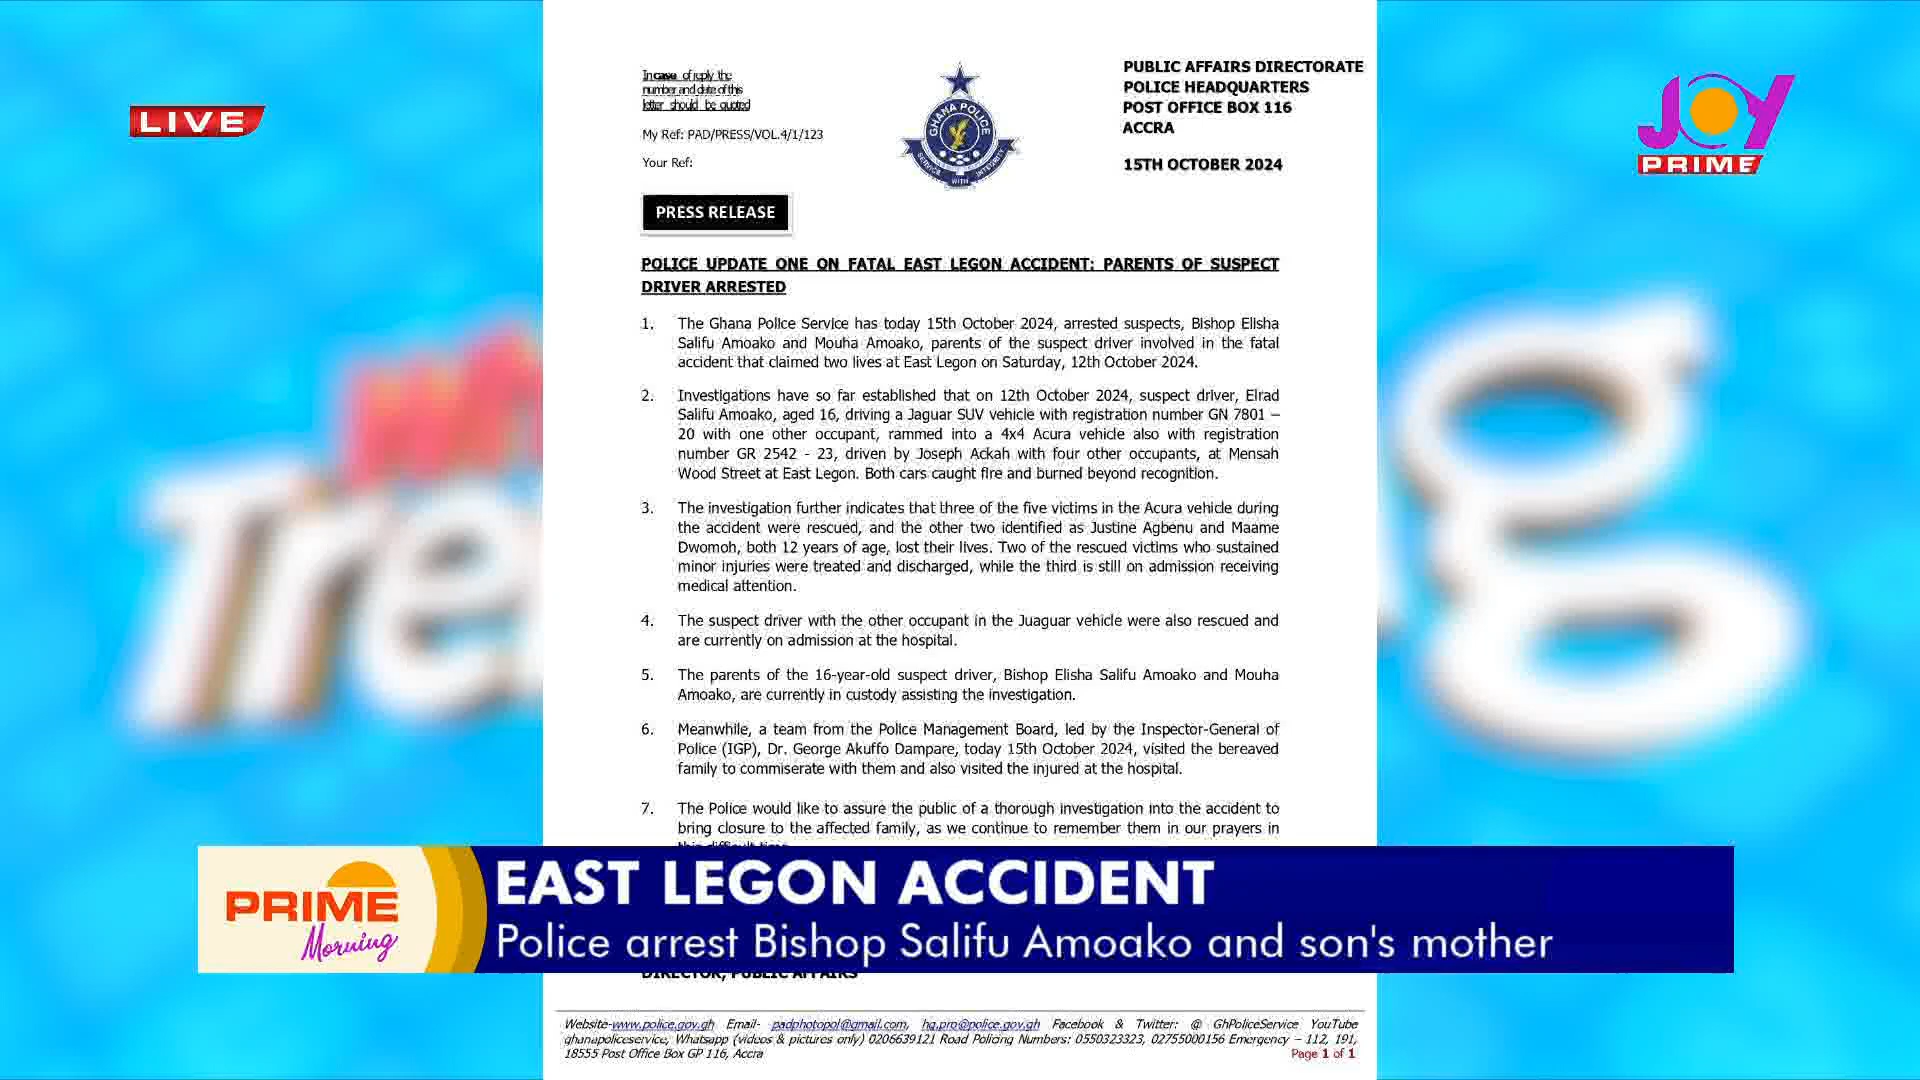 LIVE
JOY
PRIME
In case of reply the
number and date of this
letter should be quoted
My Ref: PAD/PRESS/VOL.4/1/123
Your Ref:
GHANA POLICE
SERVICE WITH INTEGRITY
PUBLIC AFFAIRS DIRECTORATE
POLICE HEADQUARTERS
POST OFFICE BOX 116
ACCRA
15TH OCTOBER 2024
PRESS RELEASE
POLICE UPDATE ONE ON FATAL EAST LEGON ACCIDENT: PARENTS OF SUSPECT
DRIVER ARRESTED
1. The Ghana Police Service has today 15th October 2024, arrested suspects, Bishop Elisha
Salifu Amoako and Mouha Amoako, parents of the suspect driver involved in the fatal
accident that claimed two lives at East Legon on Saturday, 12th October 2024.
2. Investigations have so far established that on 12th October 2024, suspect driver, Elrad
Salifu Amoako, aged 16, driving a Jaguar SUV vehicle with registration number GN 7801 –
20 with one other occupant, rammed into a 4x4 Acura vehicle also with registration
number GR 2542 - 23, driven by Joseph Ackah with four other occupants, at Mensah
Wood Street at East Legon. Both cars caught fire and burned beyond recognition.
3. The investigation further indicates that three of the five victims in the Acura vehicle during
the accident were rescued, and the other two identified as Justine Agbenu and Maame
Dwomoh, both 12 years of age, lost their lives. Two of the rescued victims who sustained
minor injuries were treated and discharged, while the third is still on admission receiving
medical attention.
4. The suspect driver with the other occupant in the Juaguar vehicle were also rescued and
are currently on admission at the hospital.
5. The parents of the 16-year-old suspect driver, Bishop Elisha Salifu Amoako and Mouha
Amoako, are currently in custody assisting the investigation.
6. Meanwhile, a team from the Police Management Board, led by the Inspector-General of
Police (IGP), Dr. George Akuffo Dampare, today 15th October 2024, visited the bereaved
family to commiserate with them and also visited the injured at the hospital.
7. The Police would like to assure the public of a thorough investigation into the accident to
bring closure to the affected family, as we continue to remember them in our prayers in
this difficult time.
PRIME
Morning
EAST LEGON ACCIDENT
Police arrest Bishop Salifu Amoako and son's mother
DIRECTOR, PUBLIC AFFAIRS
Website-www.police.gov.gh Email- padphotopol@gmail.com, hq.pro@police.gov.gh Facebook & Twitter: @ GhPoliceService YouTube
ghanapoliceservice, Whatsapp (videos & pictures only) 0206639121 Road Policing Numbers: 0550323323, 02755000156 Emergency – 112, 191,
18555 Post Office Box GP 116, Accra
Page 1 of 1